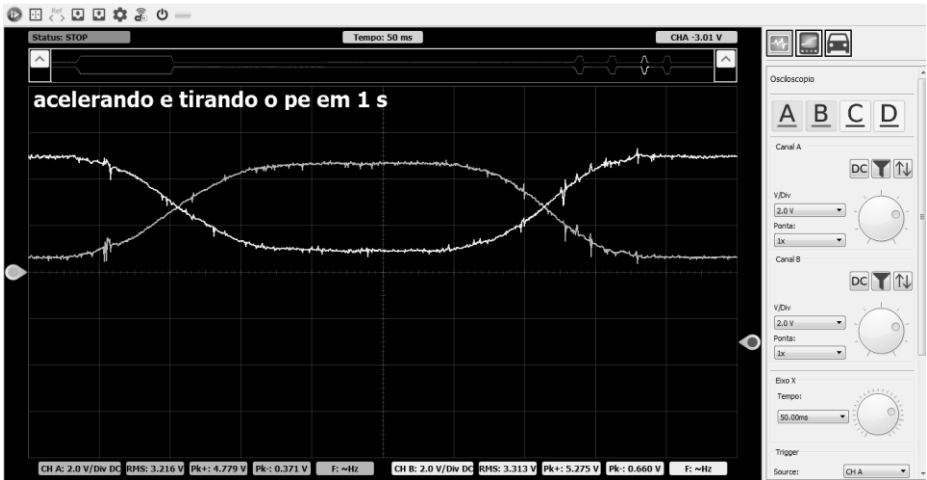 Ref
Status: STOP
Tempo: 50 ms
CHA -3.01 V
acelerando e tirando o pe em 1 s
CH A: 2.0 V/Div DC
RMS: 3.216 V
Pk+: 4.779 V
Pk-: 0.371 V
F: ~Hz
CH B: 2.0 V/Div DC
RMS: 3.313 V
Pk+: 5.275 V
Pk-: 0.660 V
F: ~Hz
Osciloscopio
A B C D
Canal A
DC
V/Div
2.0 V
Ponta:
1x
Canal B
DC
V/Div
2.0 V
Ponta:
1x
Eixo X
Tempo:
50.00ms
Trigger
Source:
CH A